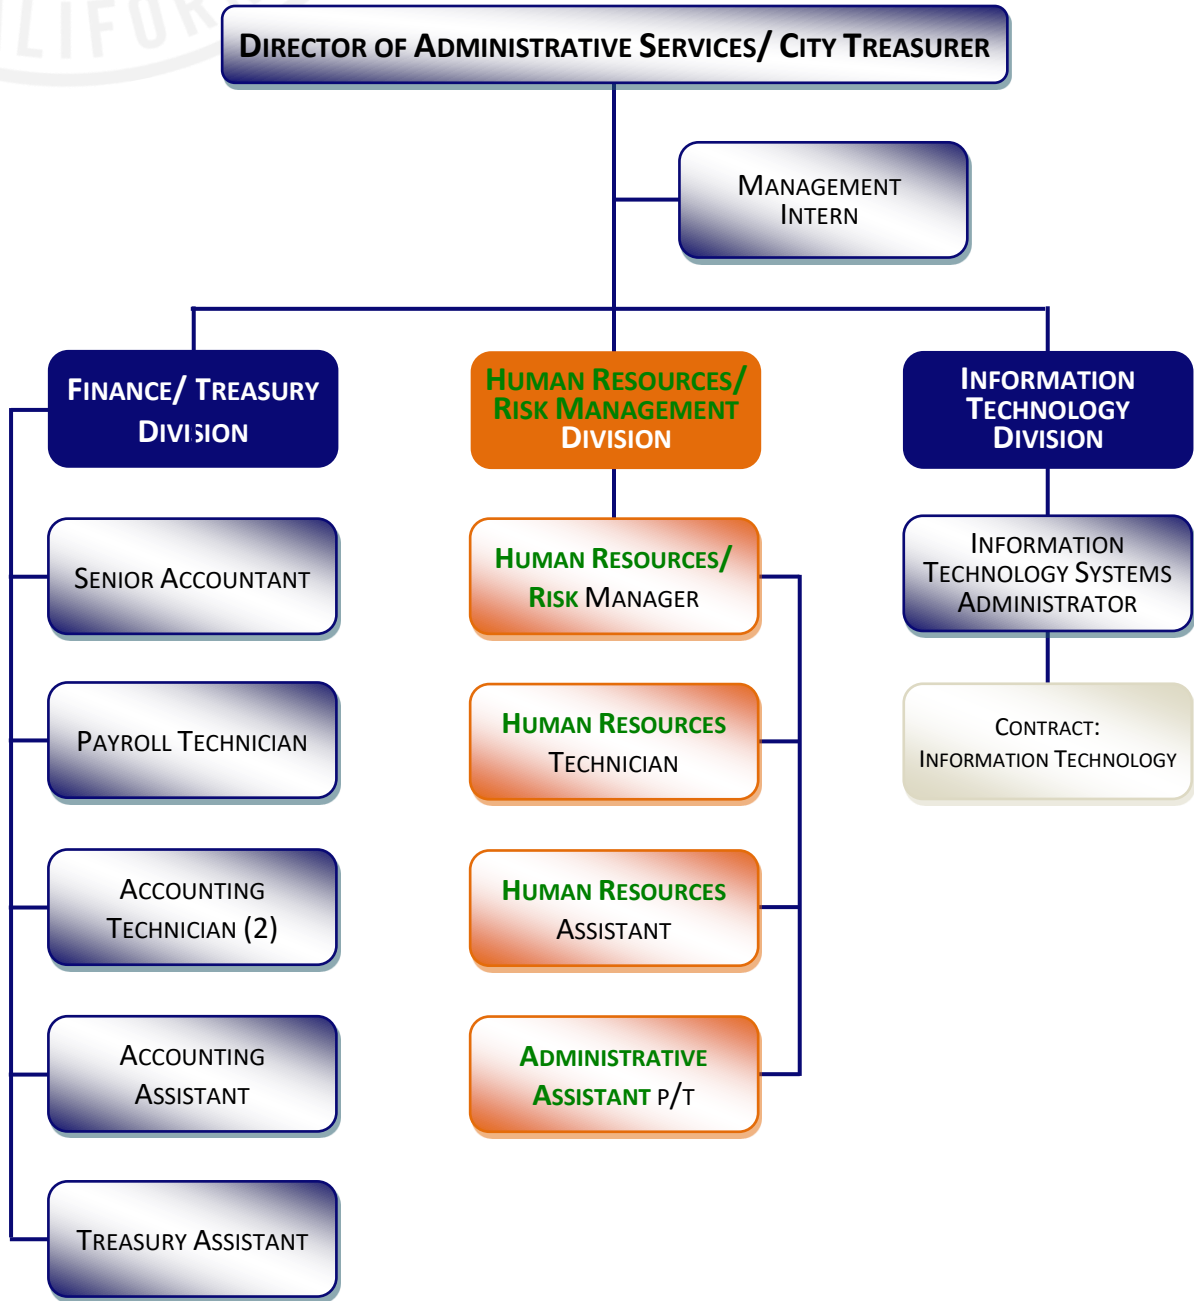 DIRECTOR OF ADMINISTRATIVE SERVICES/ CITY TREASURER
MANAGEMENT
INTERN
FINANCE/ TREASURY
DIVISION
SENIOR ACCOUNTANT
PAYROLL TECHNICIAN
ACCOUNTING
TECHNICIAN (2)
ACCOUNTING
ASSISTANT
TREASURY ASSISTANT
HUMAN RESOURCES/
RISK MANAGEMENT
DIVISION
HUMAN RESOURCES/
RISK MANAGER
HUMAN RESOURCES
TECHNICIAN
HUMAN RESOURCES
ASSISTANT
ADMINISTRATIVE
ASSISTANT P/T
INFORMATION
TECHNOLOGY
DIVISION
INFORMATION
TECHNOLOGY SYSTEMS
ADMINISTRATOR
CONTRACT:
INFORMATION TECHNOLOGY